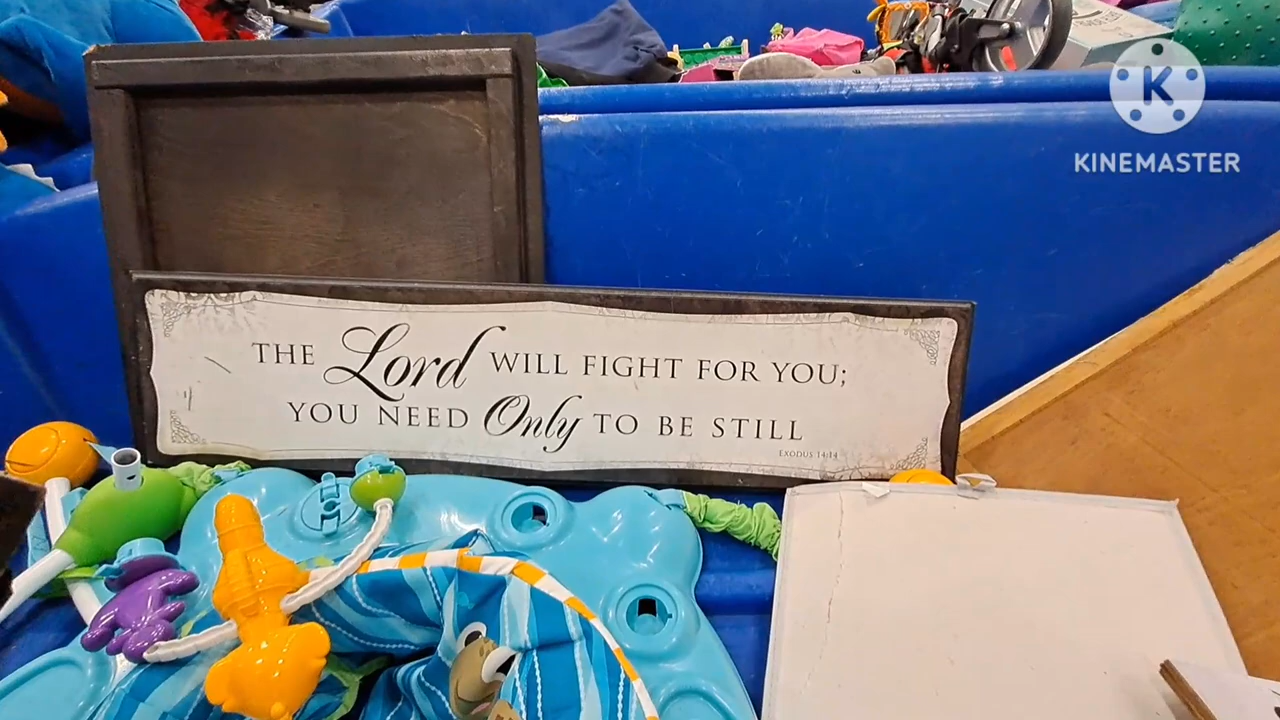 K
KINEMASTER
THE Lord WILL FIGHT FOR YOU;
YOU NEED Only TO BE STILL
EXODUS 14:14